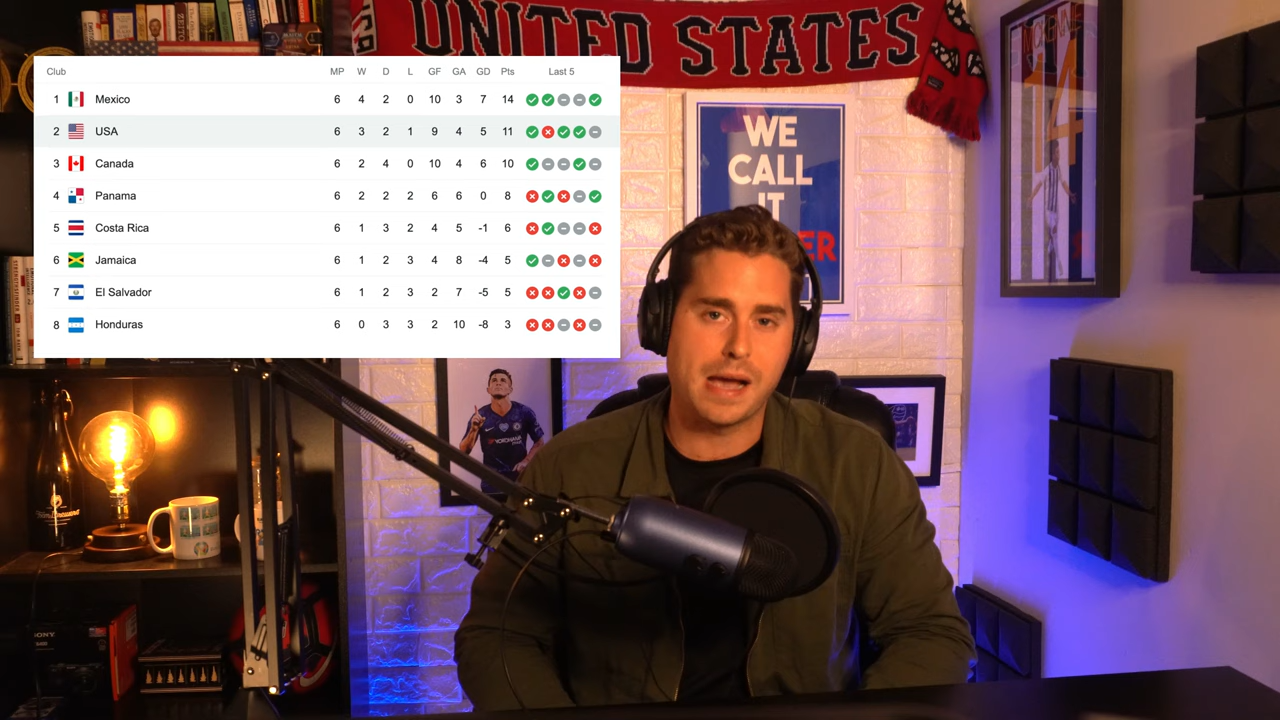 UNITED STATES
Club MP W D L GF GA GD Pts Last 5
1 Mexico 6 4 2 0 10 3 7 14
2 USA 6 3 2 1 9 4 5 11
3 Canada 6 2 4 0 10 4 6 10
4 Panama 6 2 2 2 6 6 0 8
5 Costa Rica 6 1 3 2 4 5 -1 6
6 Jamaica 6 1 2 3 4 8 -4 5
7 El Salvador 6 1 2 3 2 7 -5 5
8 Honduras 6 0 3 3 2 10 -8 3
WE
CALL
IT
ER
YOKOHAMA
SONY